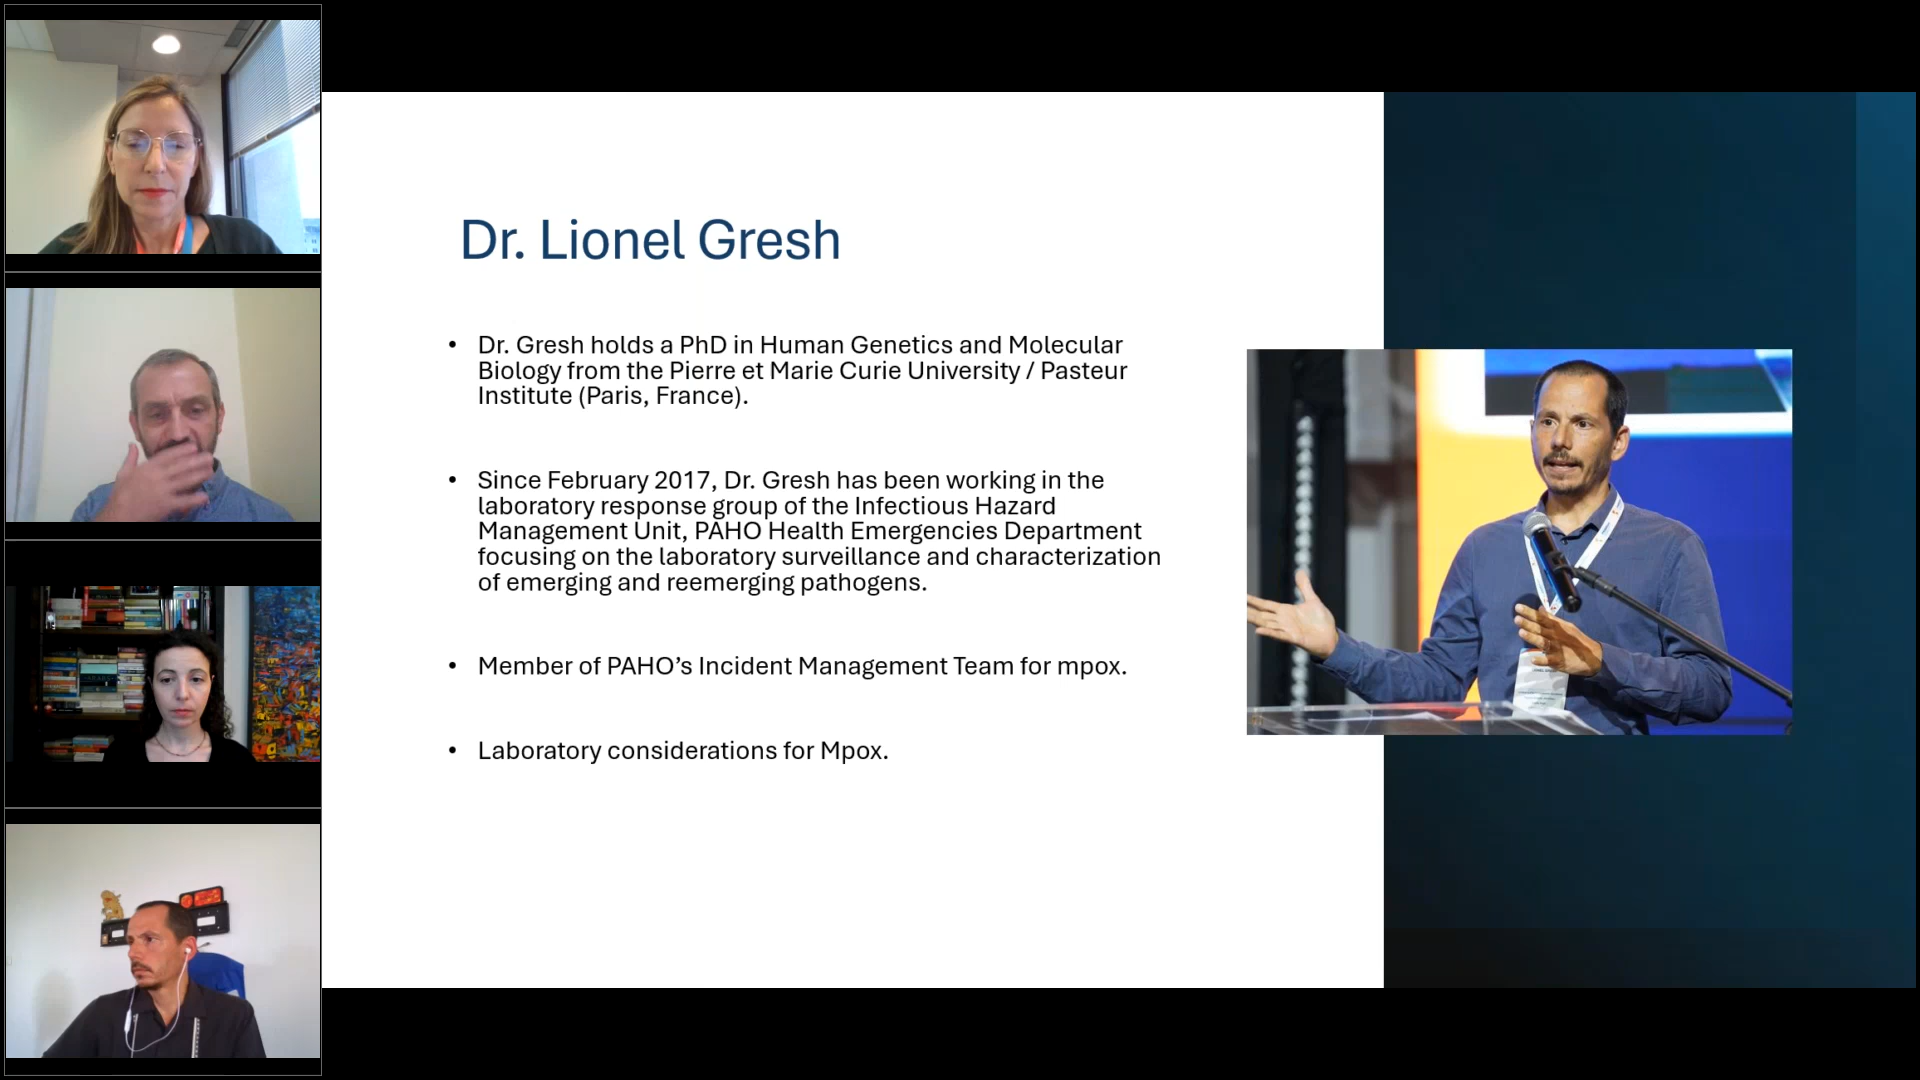 Dr. Lionel Gresh
• Dr. Gresh holds a PhD in Human Genetics and Molecular
Biology from the Pierre et Marie Curie University / Pasteur
Institute (Paris, France).
• Since February 2017, Dr. Gresh has been working in the
laboratory response group of the Infectious Hazard
Management Unit, PAHO Health Emergencies Department
focusing on the laboratory surveillance and characterization
of emerging and reemerging pathogens.
• Member of PAHO’s Incident Management Team for mpox.
• Laboratory considerations for Mpox.